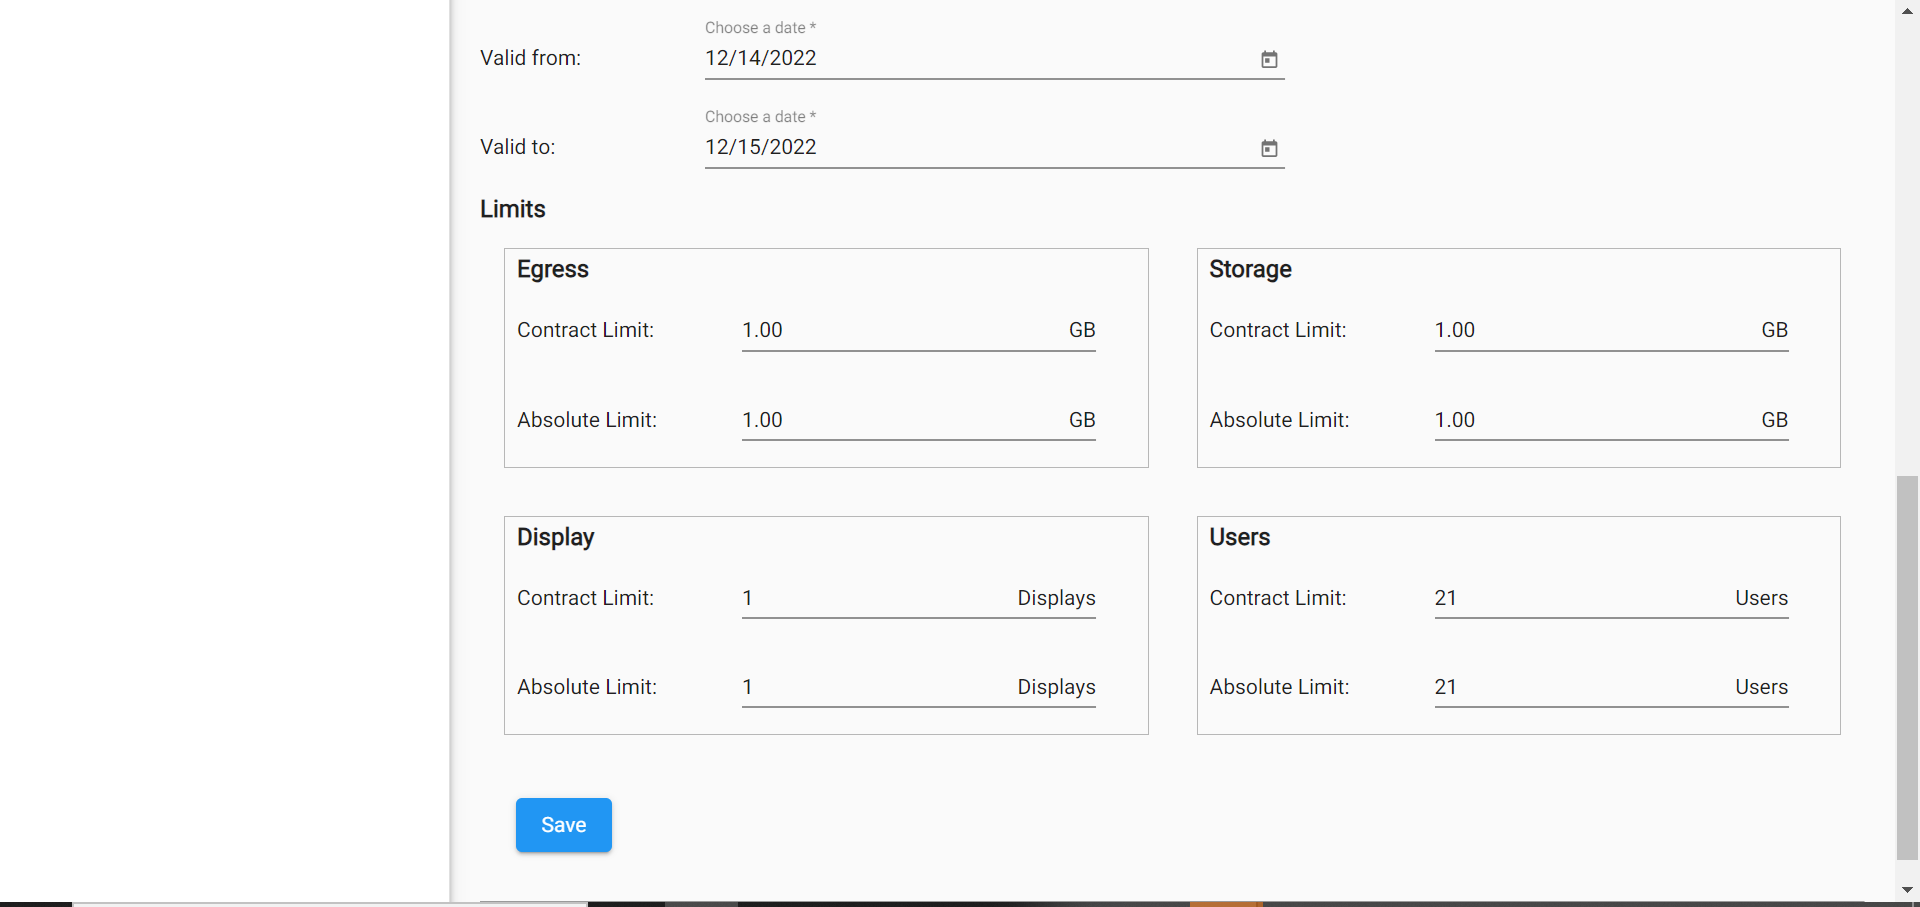 Choose a date *
Valid from: 12/14/2022
Choose a date *
Valid to: 12/15/2022
Limits
Egress
Contract Limit: 1.00 GB
Absolute Limit: 1.00 GB
Storage
Contract Limit: 1.00 GB
Absolute Limit: 1.00 GB
Display
Contract Limit: 1 Displays
Absolute Limit: 1 Displays
Users
Contract Limit: 21 Users
Absolute Limit: 21 Users
Save